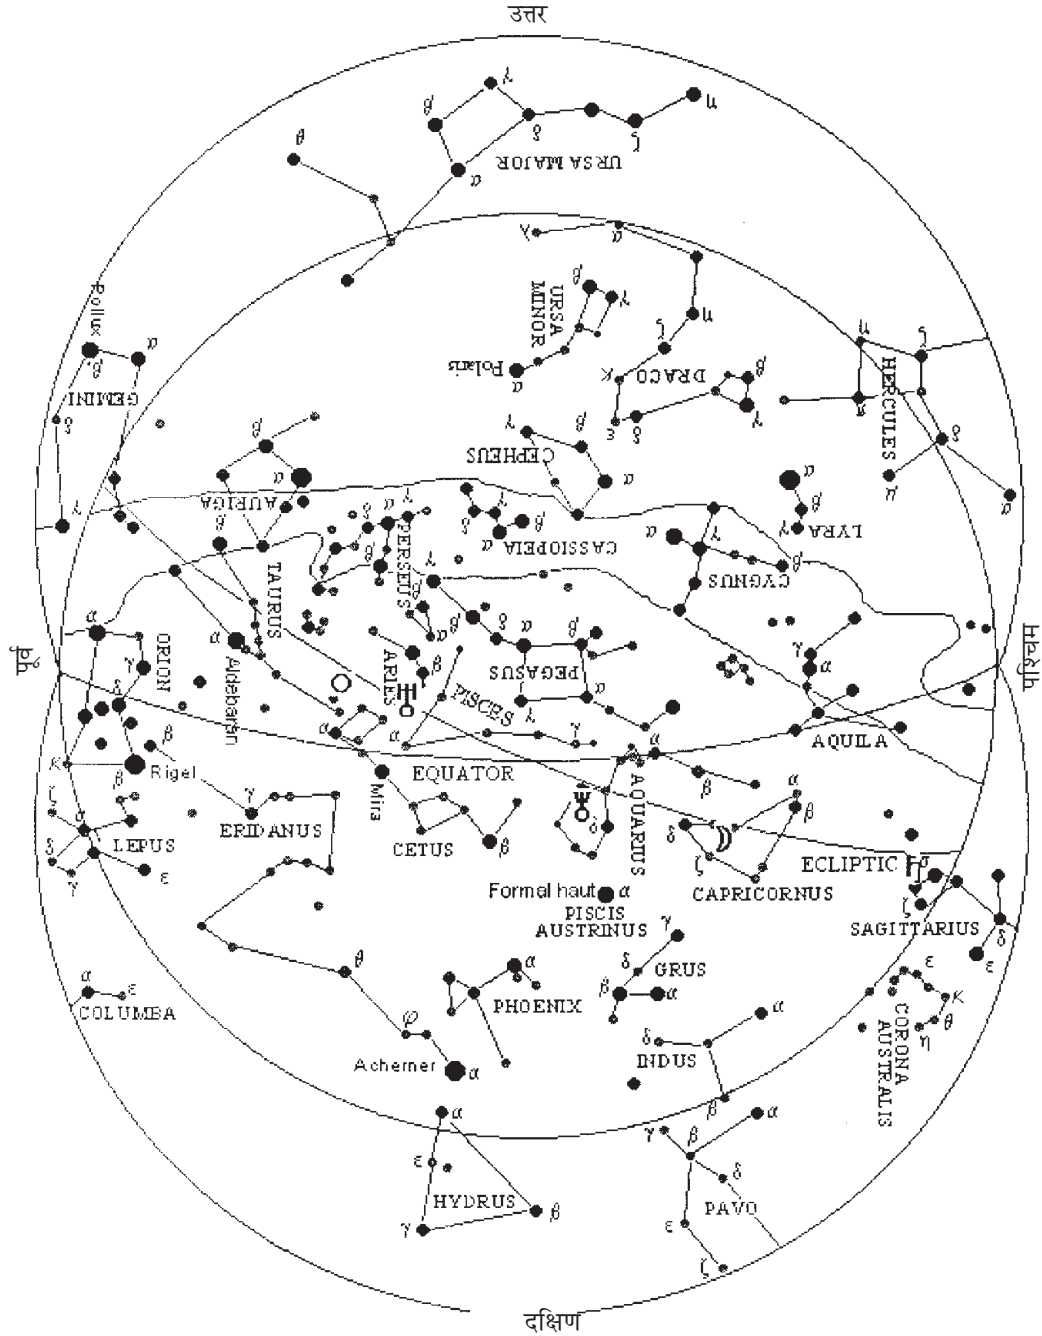 उत्तर
γ
β
η
δ
ζ
θ
URSA MAJOR
α
λ
α
β
γ
URSA MINOR
η
ζ
Polaris
α
κ
DRACO
β
γ
ε
δ
Pollux
α
β
GEMINI
δ
γ
η
ζ
HERCULES
π
δ
μ
α
γ
β
CEPHEUS
α
β
α
AURIGA
β
α
β
γ
LYRA
γ
α
δ
PERSEUS
β
γ
δ
β
α
CASSIOPEIA
α
γ
β
CYGNUS
TAURUS
γ
β
α
β
δ
α
β
PEGASUS
α
γ
α
ORION
γ
δ
α
Aldebarsn
ARIES
β
PISCES
γ
α
पूर्व
पश्चिम
γ
α
AQUILA
κ
β
β
Rigel
α
α
γ
EQUATOR
α
β
Mira
AQUARIUS
δ
α
β
ζ
α
LEPUS
δ
γ
ε
γ
ERIDANUS
CETUS
β
δ
ζ
CAPRICORNUS
ECLIPTIC
σ
ζ
SAGITTARIUS
δ
ε
Formal haut
α
PISCIS
AUSTRINUS
γ
δ
GRUS
β
α
θ
α
PHOENIX
α
ε
COLUMBA
ε
κ
θ
η
CORONA AUSTRALIS
φ
Acherner
α
δ
INDUS
α
β
α
ε
HYDRUS
γ
β
γ
β
α
δ
PAVO
ε
ζ
दक्षिण